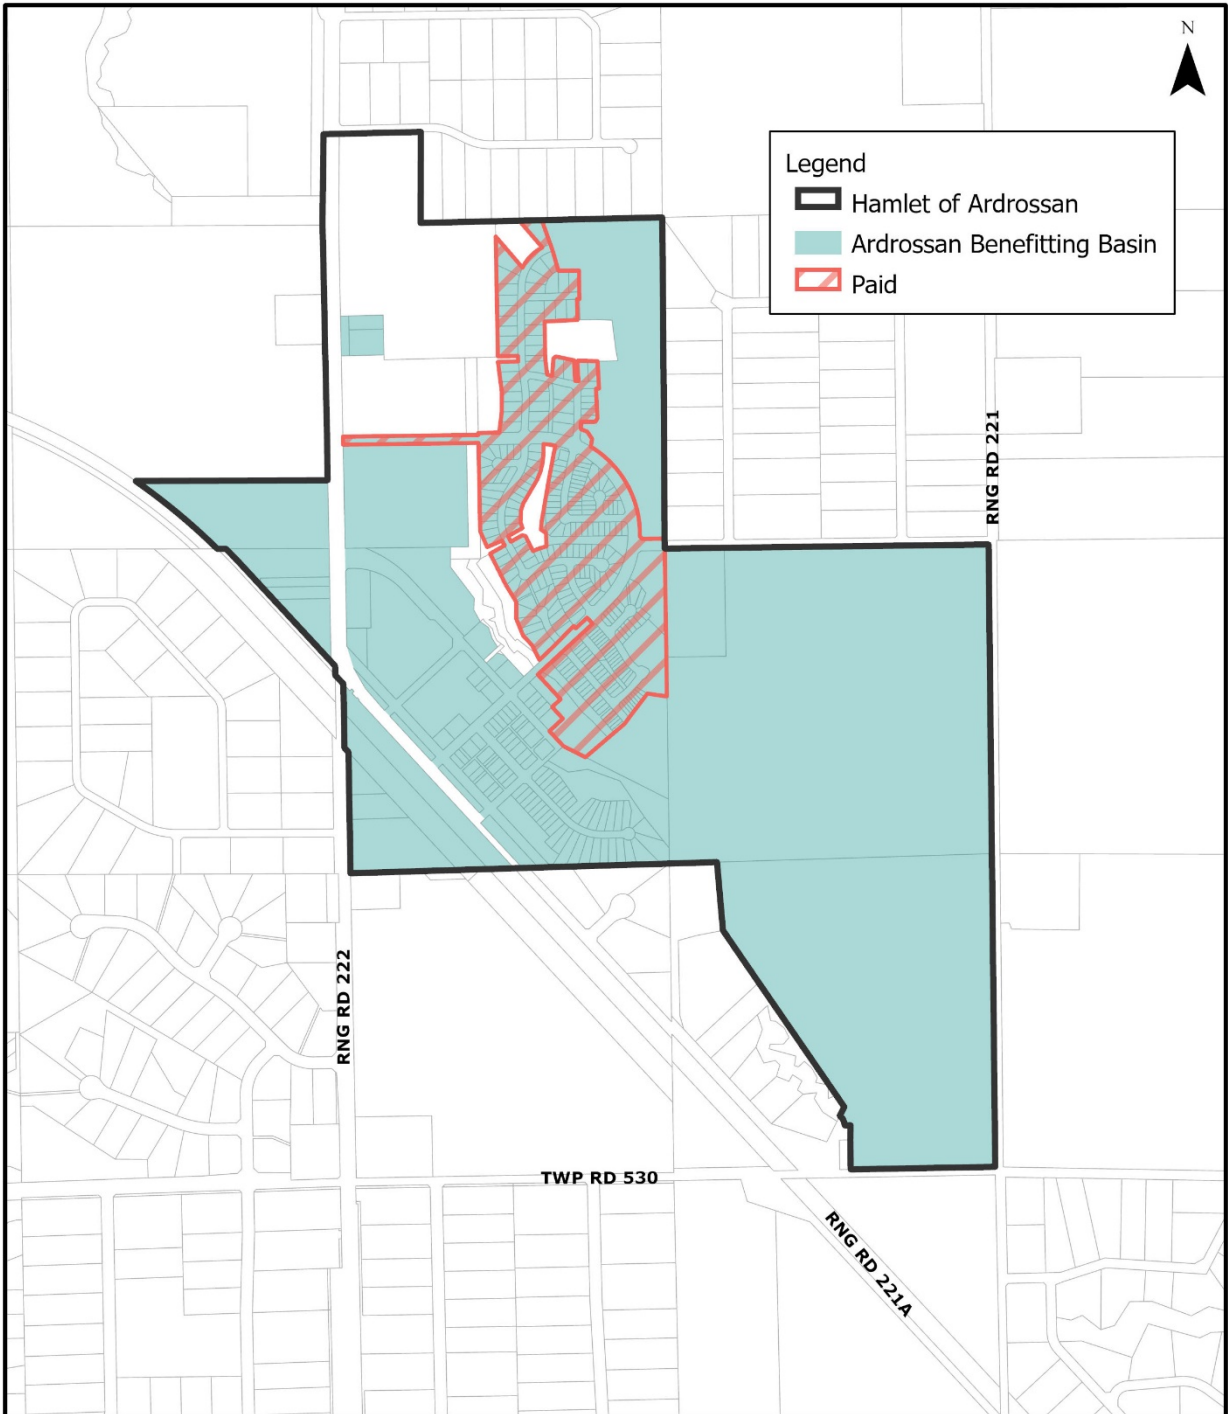 N
Legend
Hamlet of Ardrossan
Ardrossan Benefitting Basin
Paid
RNG RD 221
RNG RD 222
TWP RD 530
RNG RD 221A